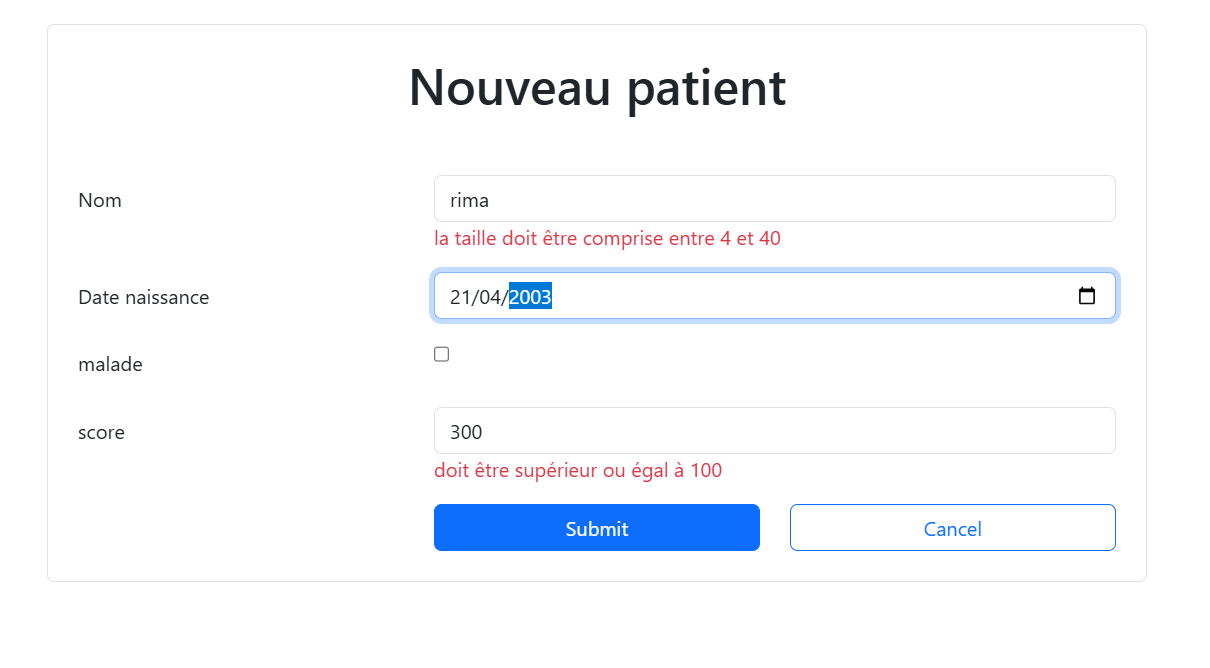 Nouveau patient
Nom
rima
la taille doit être comprise entre 4 et 40
Date naissance
21/04/2003
malade
score
300
doit être supérieur ou égal à 100
Submit
Cancel